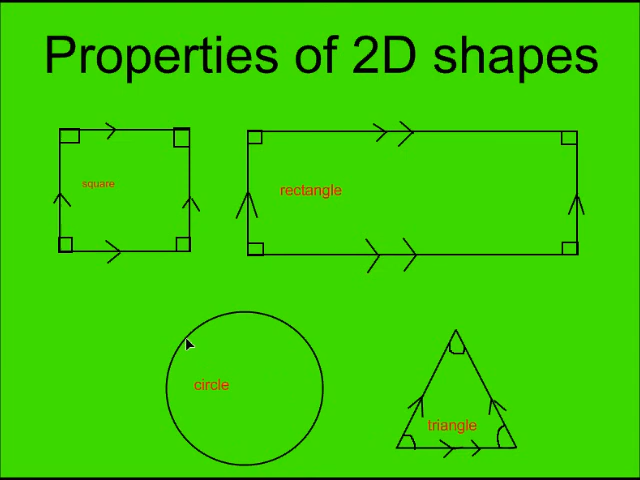 Properties of 2D shapes
square
rectangle
circle
triangle